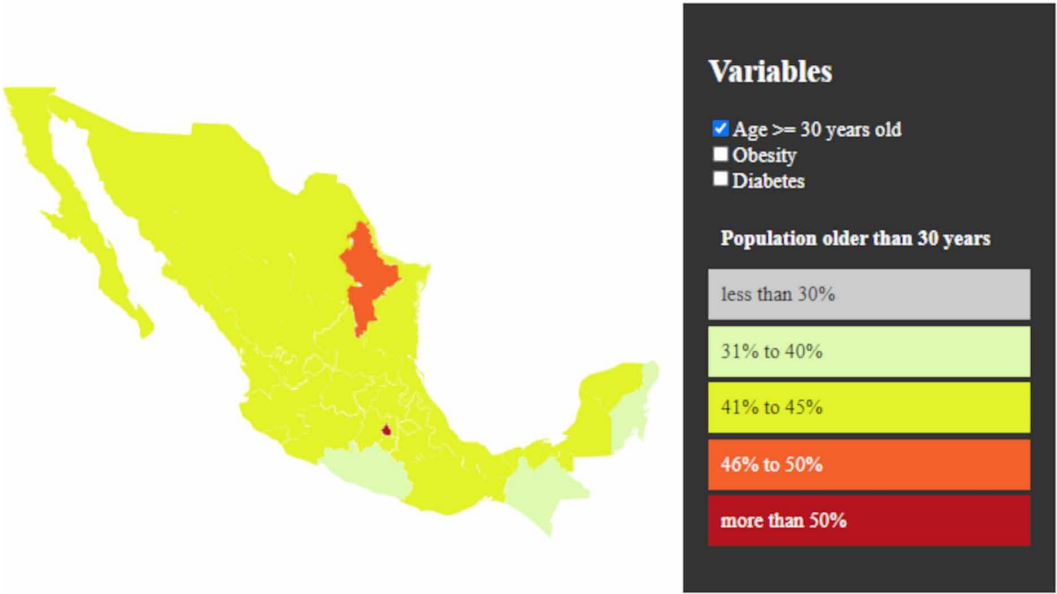 Variables
Age >= 30 years old
Obesity
Diabetes
Population older than 30 years
less than 30%
31% to 40%
41% to 45%
46% to 50%
more than 50%